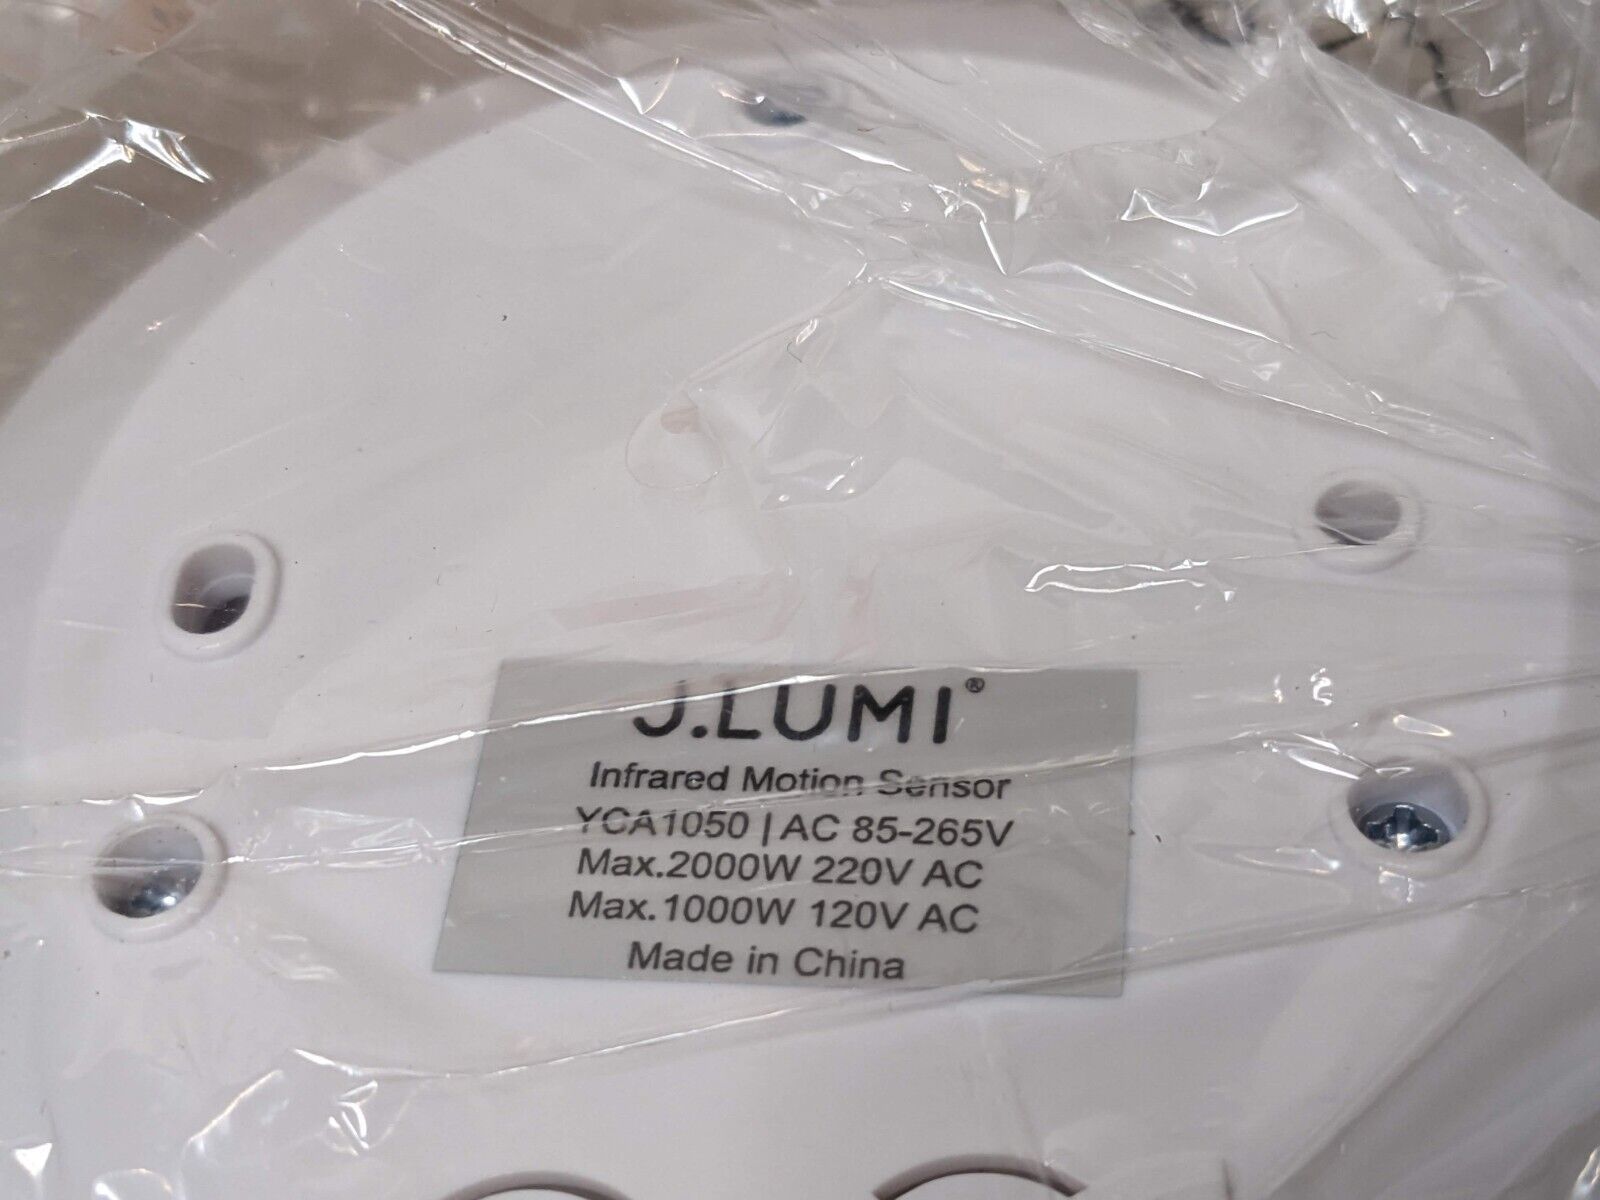 J.LUMI®
Infrared Motion Sensor
YCA1050 | AC 85-265V
Max.2000W 220V AC
Max.1000W 120V AC
Made in China